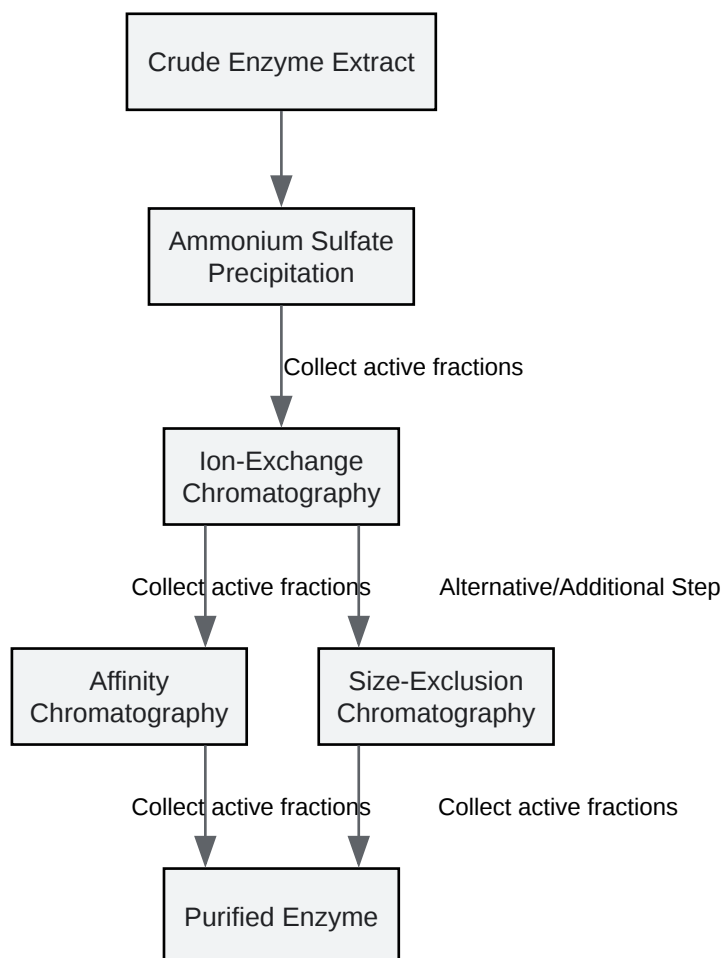 Crude Enzyme Extract
Ammonium Sulfate
Precipitation
Collect active fractions
Ion-Exchange
Chromatography
Collect active fractions
Alternative/Additional Step
Affinity
Chromatography
Size-Exclusion
Chromatography
Collect active fractions
Collect active fractions
Purified Enzyme